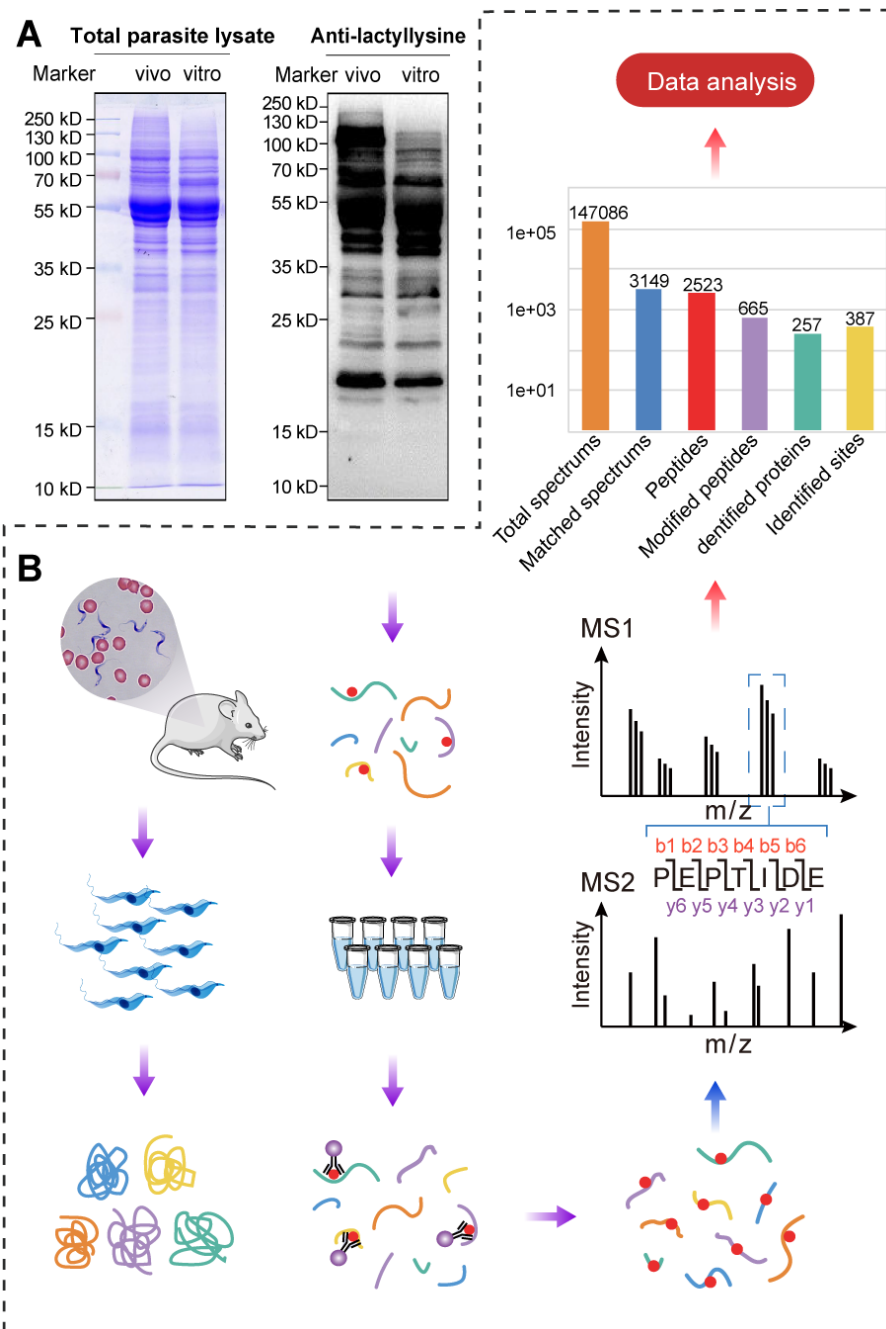 A
Total parasite lysate
Marker vivo vitro
250 kD
130 kD
100 kD
70 kD
55 kD
35 kD
25 kD
15 kD
10 kD
Anti-lactyllysine
Marker vivo vitro
250 kD
130 kD
100 kD
70 kD
55 kD
35 kD
25 kD
15 kD
10 kD
Data analysis
147086
1e+05
3149
2523
1e+03
665
257
387
1e+01
Total spectrums
Matched spectrums
Peptides
Modified peptides
dentified proteins
Identified sites
B
MS1
Intensity
m/z
b1 b2 b3 b4 b5 b6
MS2
PEPTIDE
y6 y5 y4 y3 y2 y1
Intensity
m/z